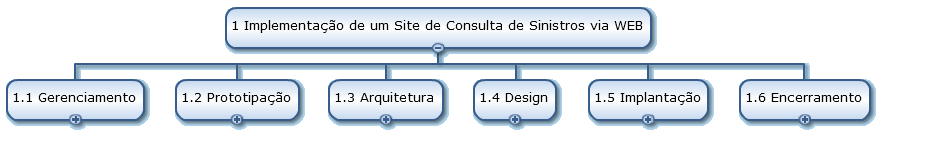 1 Implementação de um Site de Consulta de Sinistros via WEB
1.1 Gerenciamento
1.2 Prototipação
1.3 Arquitetura
1.4 Design
1.5 Implantação
1.6 Encerramento